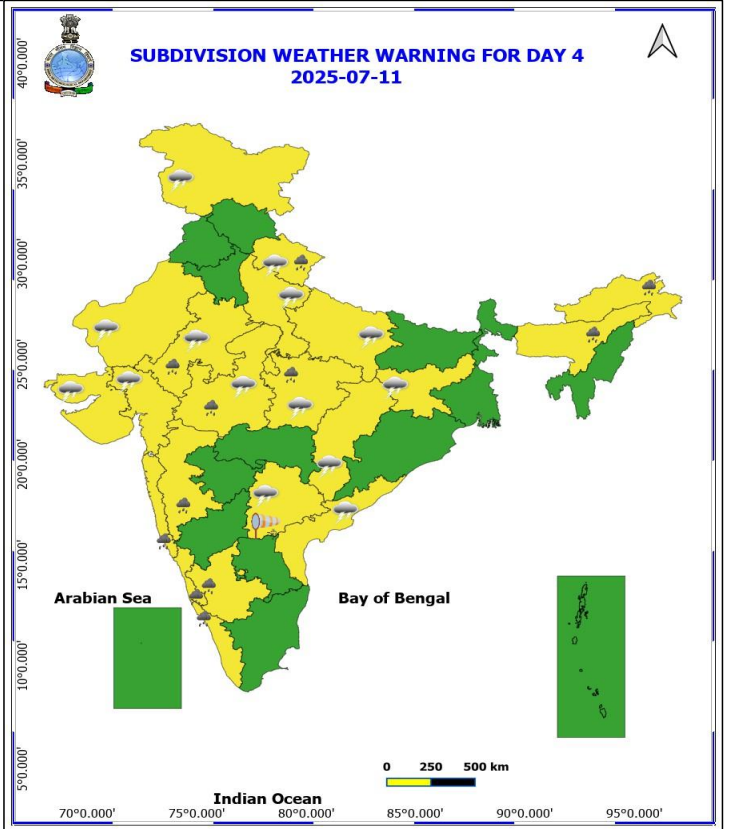 SUBDIVISION WEATHER WARNING FOR DAY 4
2025-07-11
40°0.000'
35°0.000'
30°0.000'
25°0.000'
20°0.000'
15°0.000'
10°0.000'
5°0.000'
Arabian Sea
Bay of Bengal
0 250 500 km
Indian Ocean
70°0.000' 75°0.000' 80°0.000' 85°0.000' 90°0.000' 95°0.000'